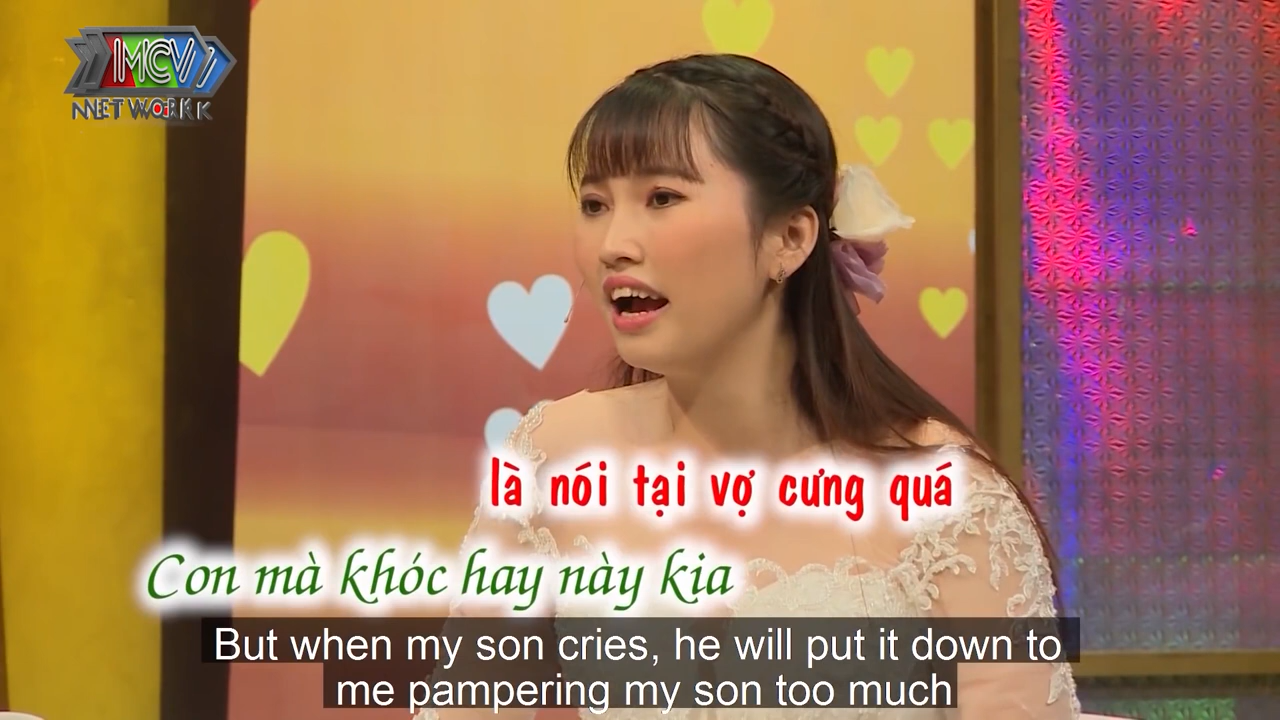 MCV
NETWORK
là nói tại vợ cưng quá
Con mà khóc hay này kia
But when my son cries, he will put it down to
me pampering my son too much